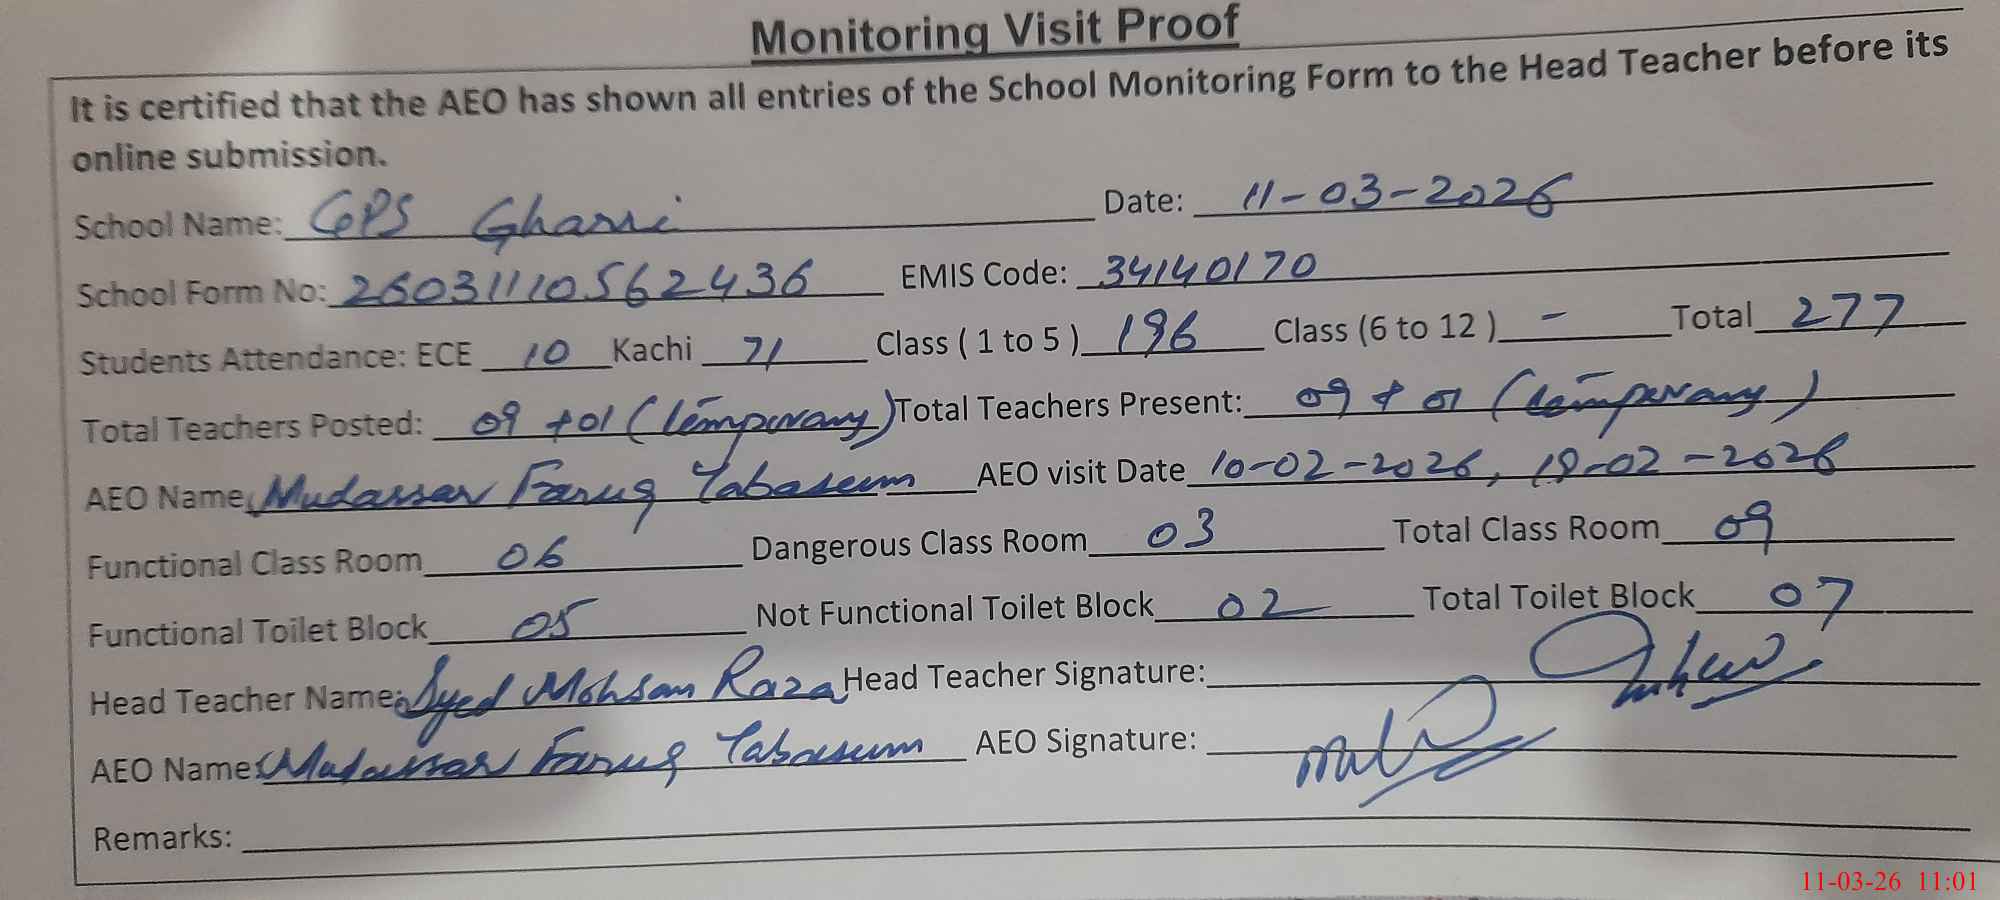 Monitoring Visit Proof
It is certified that the AEO has shown all entries of the School Monitoring Form to the Head Teacher before its
online submission.
School Name: GPS Gharri Date: 11-03-2026
School Form No: 260311105562436 EMIS Code: 34140170
Students Attendance: ECE 10 Kachi 71 Class ( 1 to 5 ) 196 Class (6 to 12 ) - Total 277
Total Teachers Posted: 09 +01 (Temporary) Total Teachers Present: 09 + 01 (Temporary)
AEO Name: Mudassar Faruq Tabasum AEO visit Date 10-02-2026, 19-02-2026
Functional Class Room 06 Dangerous Class Room 03 Total Class Room 09
Functional Toilet Block 05 Not Functional Toilet Block 02 Total Toilet Block 07
Head Teacher Name: Syed Mohsan Raza Head Teacher Signature:
AEO Name: Mudassar Faruq Tabasum AEO Signature:
Remarks:
11-03-26 11:01